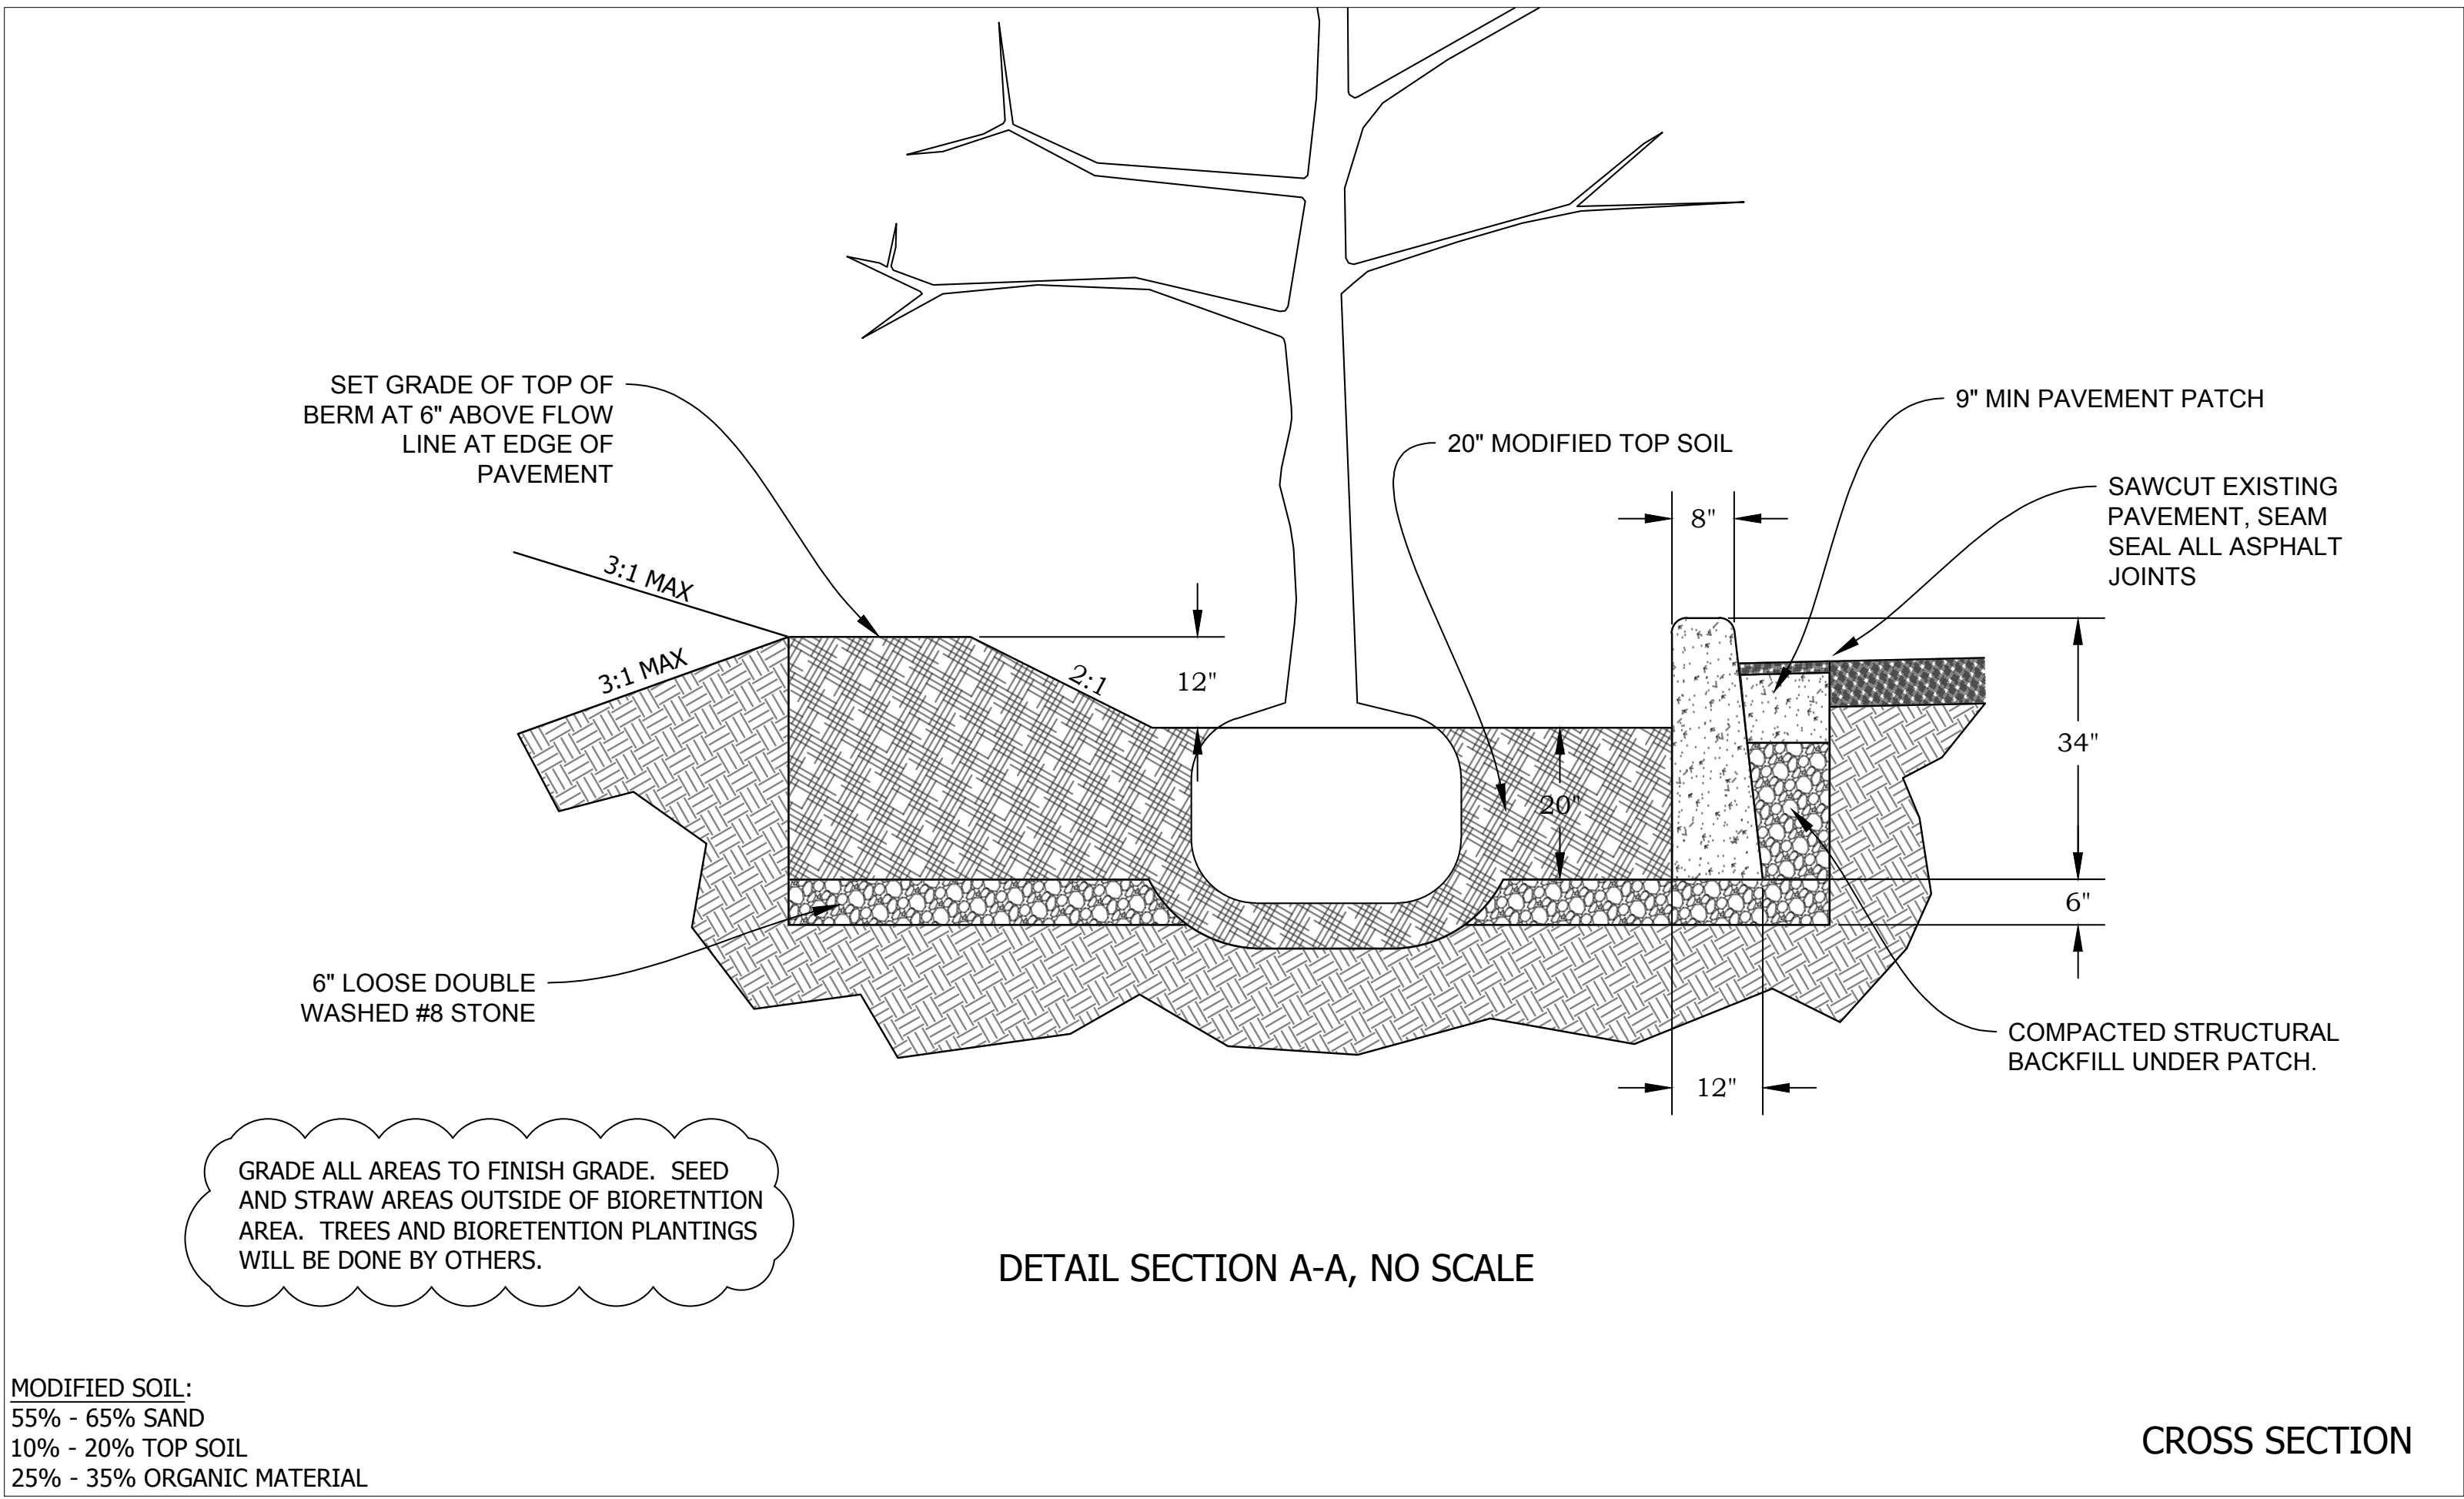 SET GRADE OF TOP OF
BERM AT 6" ABOVE FLOW
LINE AT EDGE OF
PAVEMENT
9" MIN PAVEMENT PATCH
20" MODIFIED TOP SOIL
SAWCUT EXISTING
PAVEMENT, SEAM
SEAL ALL ASPHALT
JOINTS
8"
3:1 MAX
3:1 MAX
2:1
12"
34"
20"
6"
6" LOOSE DOUBLE
WASHED #8 STONE
COMPACTED STRUCTURAL
BACKFILL UNDER PATCH.
12"
GRADE ALL AREAS TO FINISH GRADE. SEED
AND STRAW AREAS OUTSIDE OF BIORETNTION
AREA. TREES AND BIORETENTION PLANTINGS
WILL BE DONE BY OTHERS.
DETAIL SECTION A-A, NO SCALE
MODIFIED SOIL:
55% - 65% SAND
10% - 20% TOP SOIL
25% - 35% ORGANIC MATERIAL
CROSS SECTION